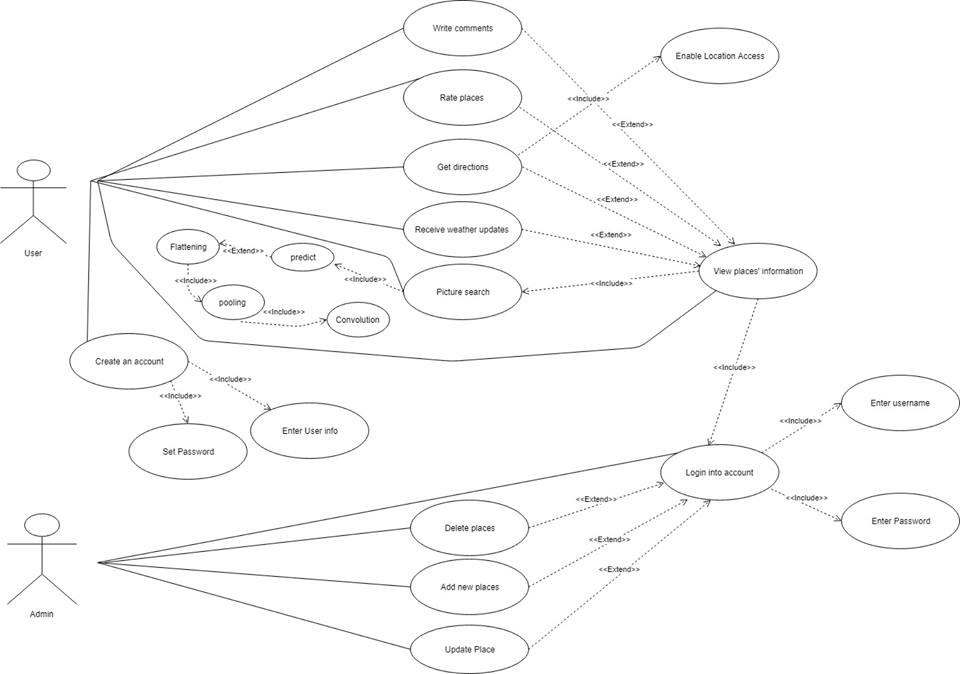 Write comments
Enable Location Access
Rate places
<<Include>>
<<Extend>>
Get directions
<<Extend>>
<<Extend>>
User
Receive weather updates
<<Extend>>
Flattening
<<Extend>>
predict
View places' information
<<Include>>
<<Include>>
<<Include>>
Picture search
pooling
<<Include>>
Convolution
Create an account
<<Include>>
<<Include>>
<<Include>>
Enter username
<<Include>>
Enter User info
Set Password
Login into account
<<Include>>
<<Extend>>
Delete places
Enter Password
<<Extend>>
<<Extend>>
Add new places
Admin
Update Place